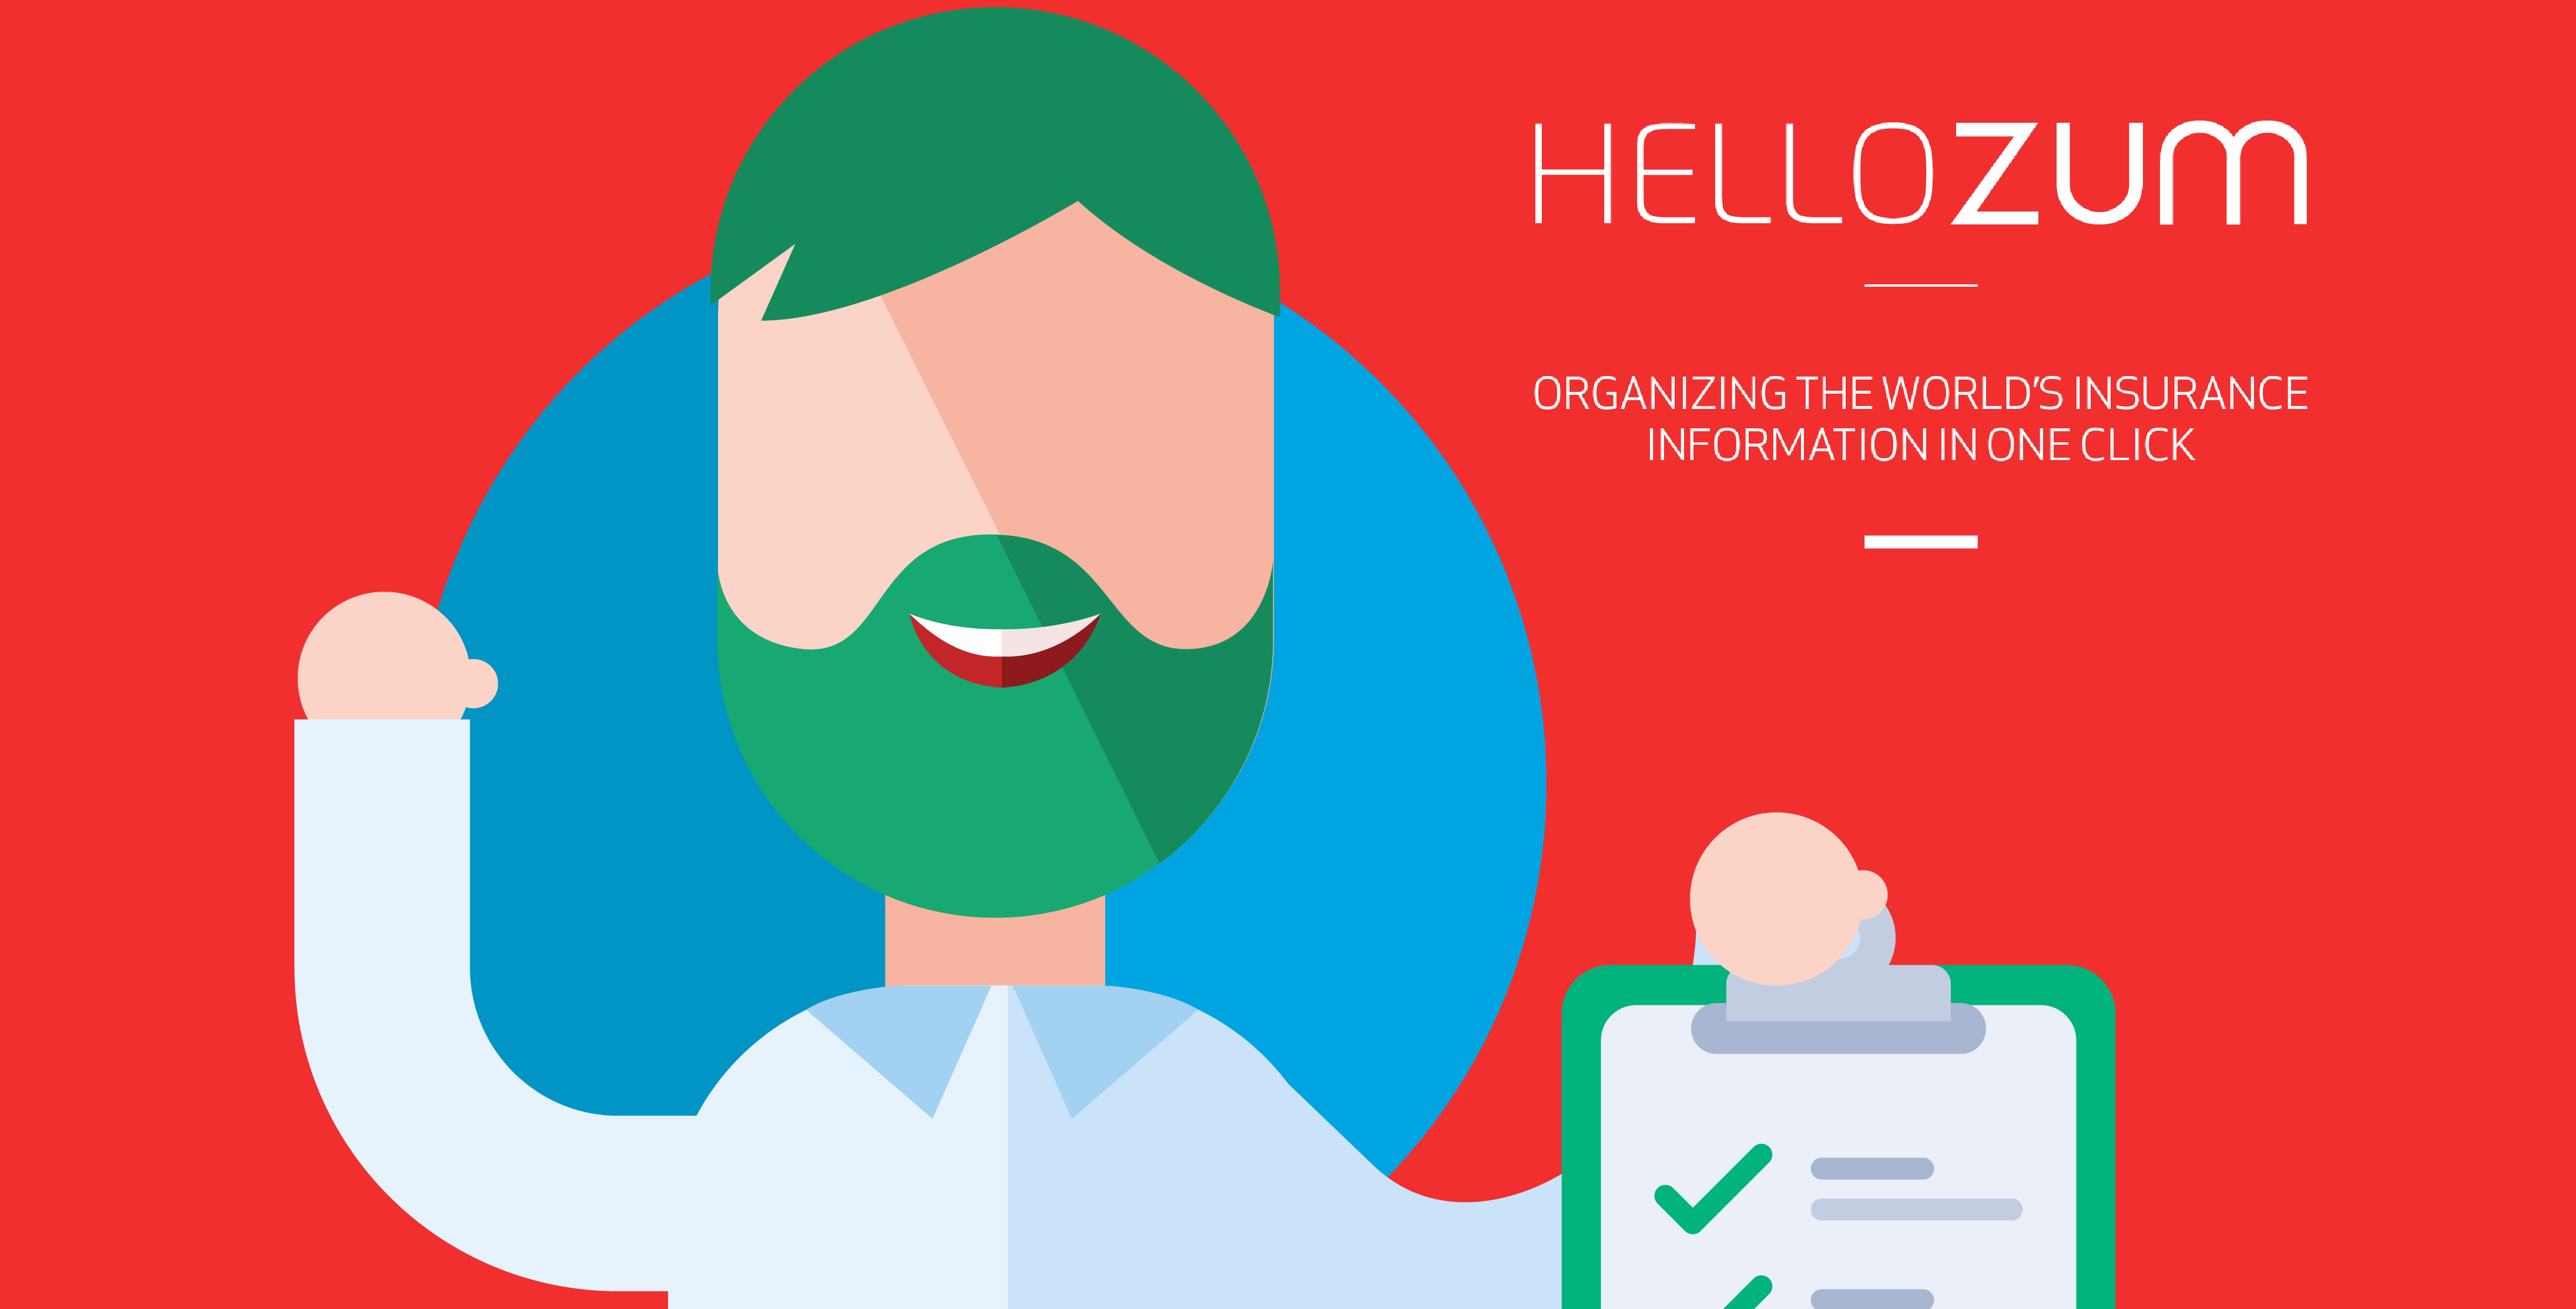 HELLOZUM
ORGANIZING THE WORLD'S INSURANCE
INFORMATION IN ONE CLICK